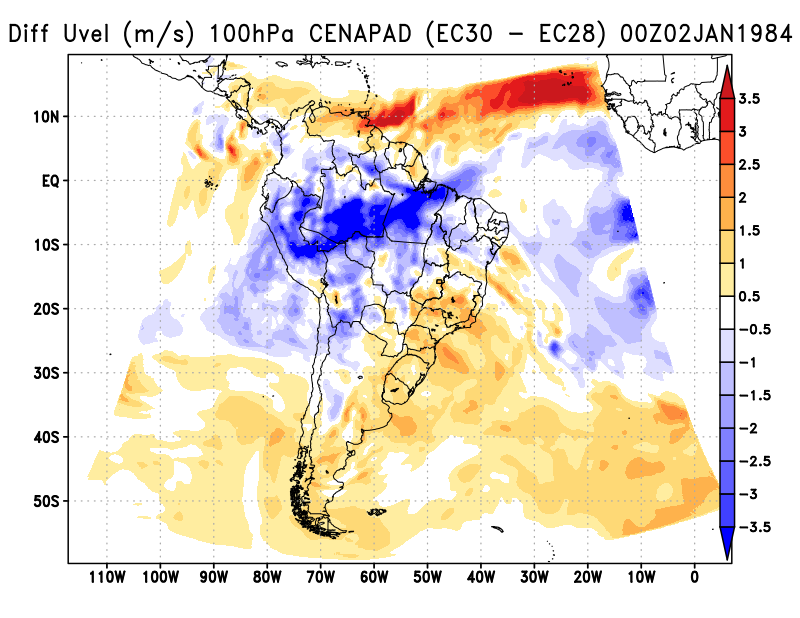 Diff Uvel (m/s) 100hPa CENAPAD (EC30 − EC28) 00Z02JAN1984
10N
EQ
10S
20S
30S
40S
50S
110W 100W 90W 80W 70W 60W 50W 40W 30W 20W 10W 0
3.5
3
2.5
2
1.5
1
0.5
−0.5
−1
−1.5
−2
−2.5
−3
−3.5